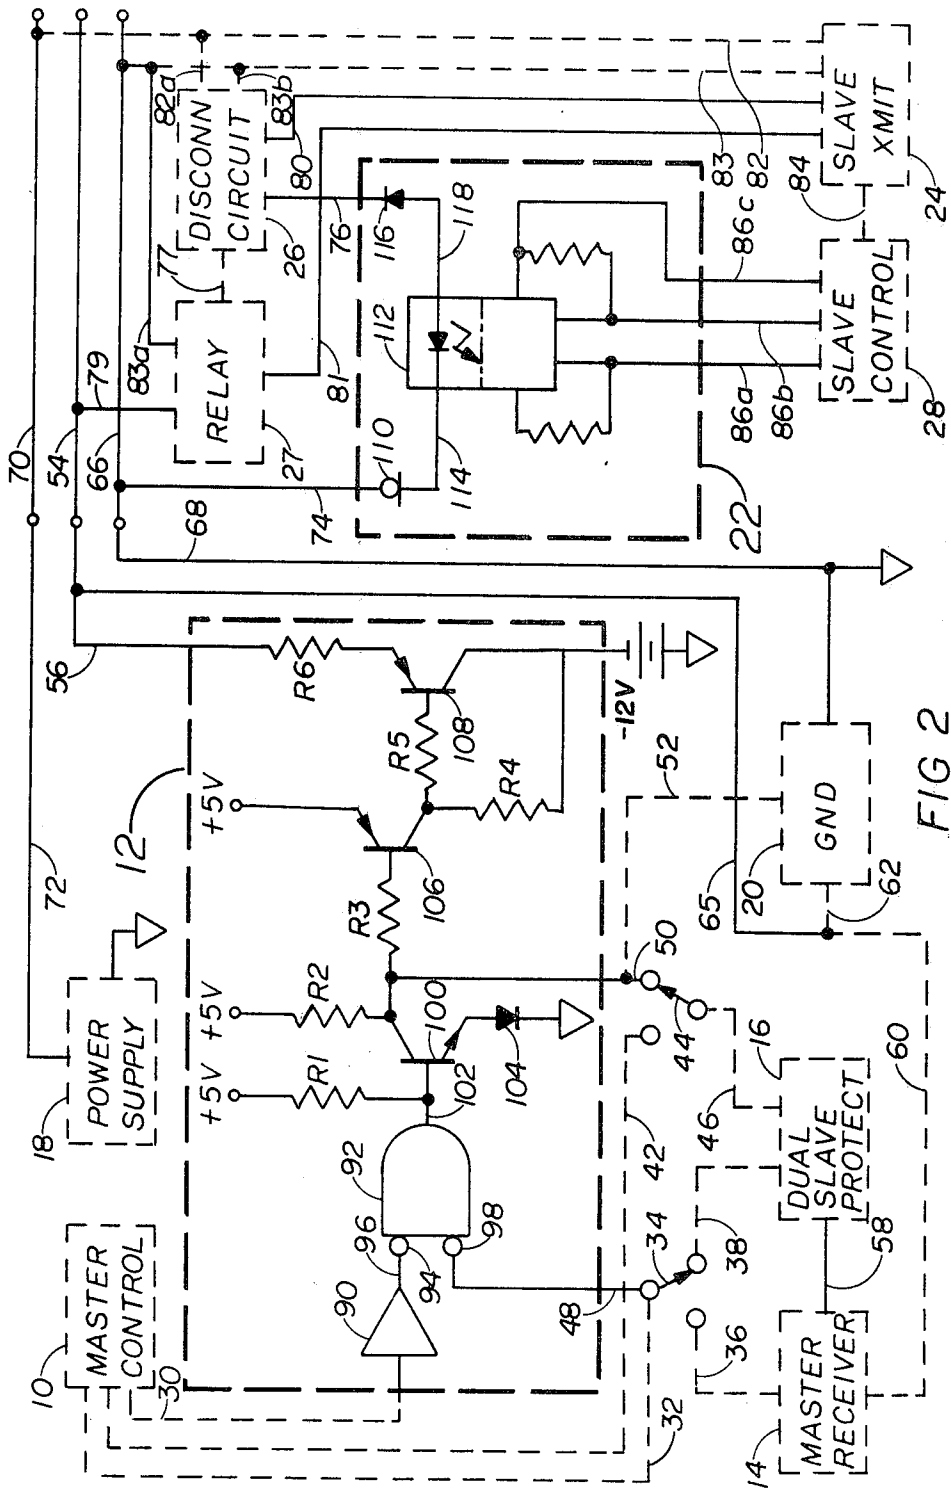 10
MASTER
CONTROL
30
18
POWER
SUPPLY
72
12
+5V
+5V
+5V
R1
R2
R3
R5
R4
R6
90
96
94
92
98
102
100
104
106
108
-12V
56
70
54
66
68
79
83a
77
RELAY
27
81
DISCONN
CIRCUIT
26
82a
83b
80
76
74
110
114
112
116
118
22
86a
86b
86c
83
82
84
SLAVE
CONTROL
28
SLAVE
XMIT
24
48
32
34
36
38
42
44
46
50
52
65
20
GND
62
14
MASTER
RECEIVER
58
DUAL
SLAVE
PROTECT
16
60
FIG 2